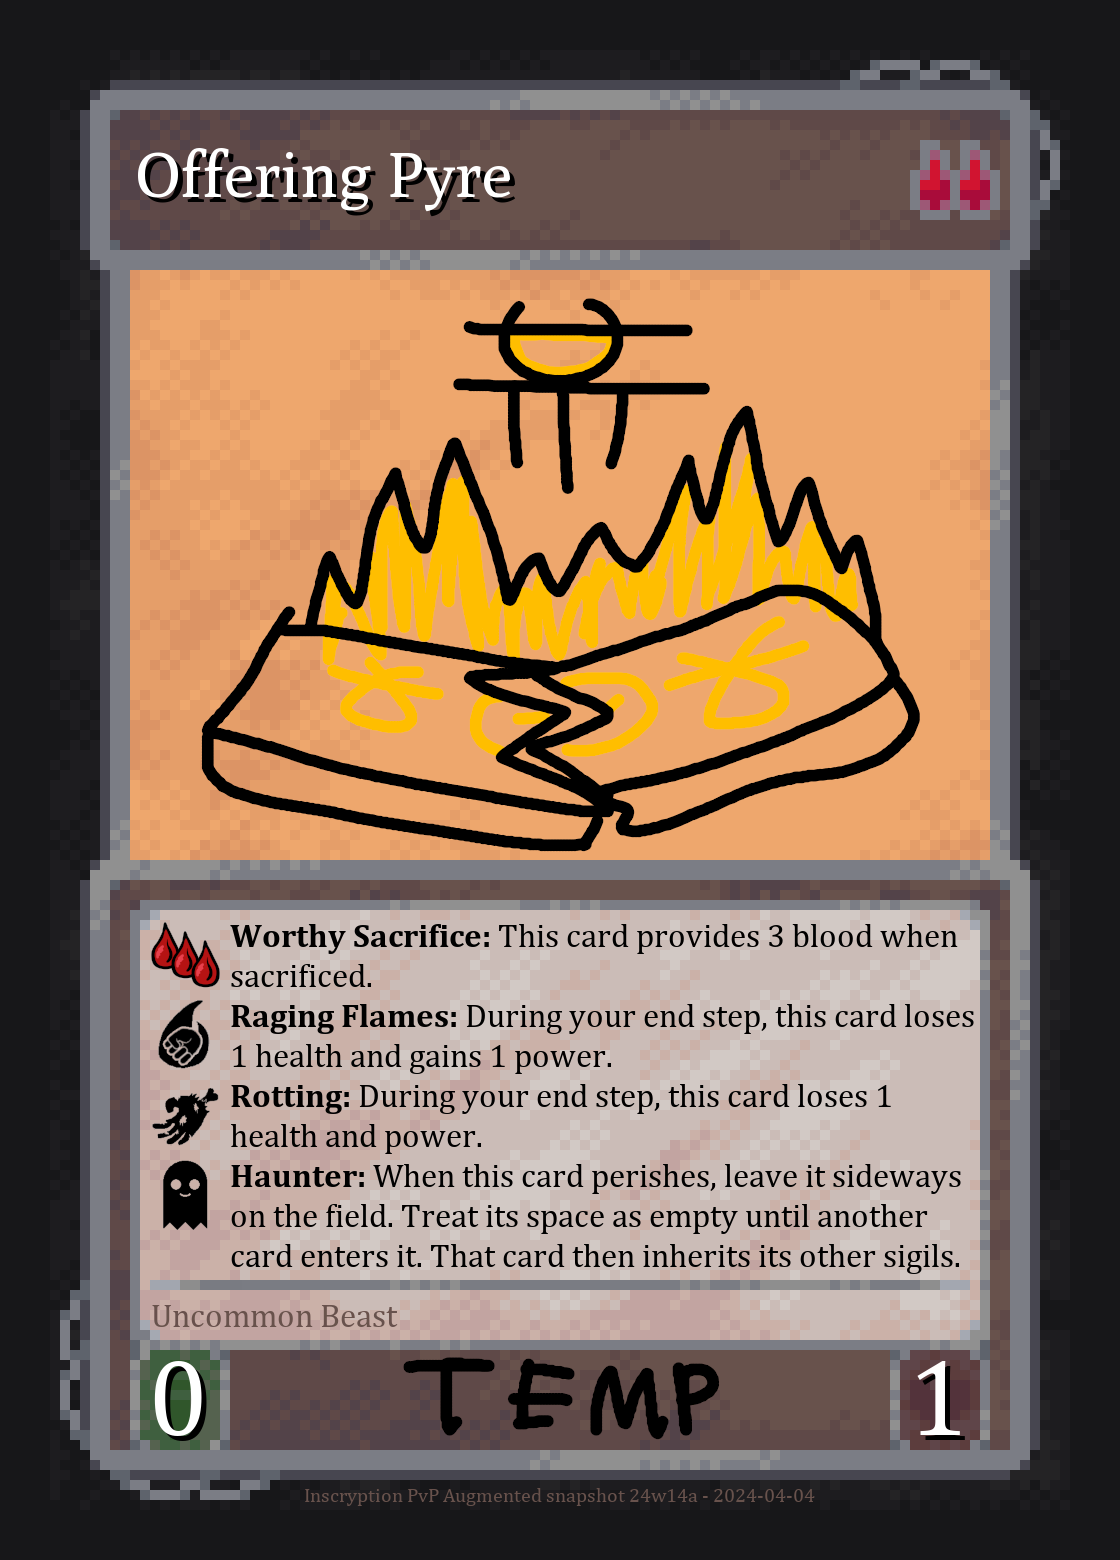 Offering Pyre
Worthy Sacrifice: This card provides 3 blood when
sacrificed.
Raging Flames: During your end step, this card loses
1 health and gains 1 power.
Rotting: During your end step, this card loses 1
health and power.
Haunter: When this card perishes, leave it sideways
on the field. Treat its space as empty until another
card enters it. That card then inherits its other sigils.
Uncommon Beast
0 TEMP 1
Inscryption PvP Augmented snapshot 24w14a - 2024-04-04